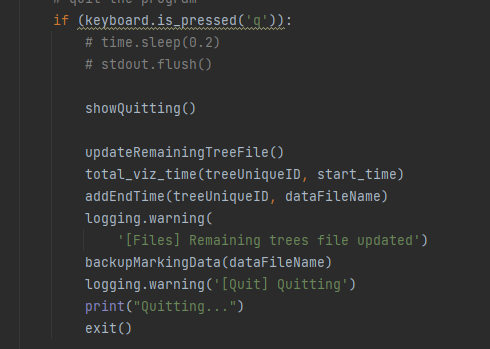 # quit the program
if (keyboard.is_pressed('q')):
# time.sleep(0.2)
# stdout.flush()
showQuitting()
updateRemainingTreeFile()
total_viz_time(treeUniqueID, start_time)
addEndTime(treeUniqueID, dataFileName)
logging.warning(
'[Files] Remaining trees file updated')
backupMarkingData(dataFileName)
logging.warning('[Quit] Quitting')
print("Quitting...")
exit()